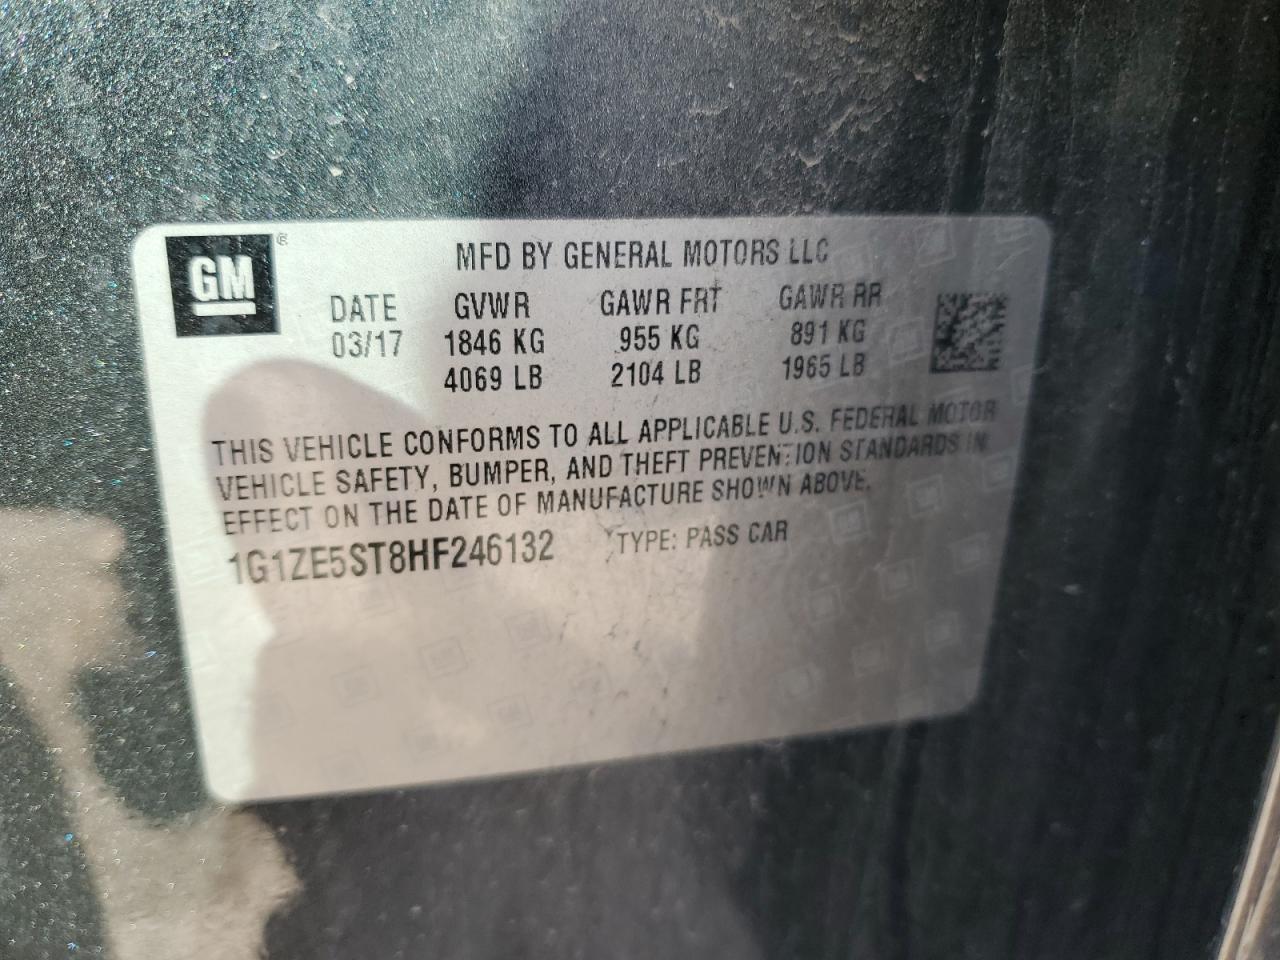 GM ®
MFD BY GENERAL MOTORS LLC
DATE GVWR GAWR FRT GAWR RR
03/17 1846 KG 955 KG 891 KG
4069 LB 2104 LB 1965 LB
THIS VEHICLE CONFORMS TO ALL APPLICABLE U.S. FEDERAL MOTOR
VEHICLE SAFETY, BUMPER, AND THEFT PREVENTION STANDARDS IN
EFFECT ON THE DATE OF MANUFACTURE SHOWN ABOVE.
1G1ZE5ST8HF246132 TYPE: PASS CAR